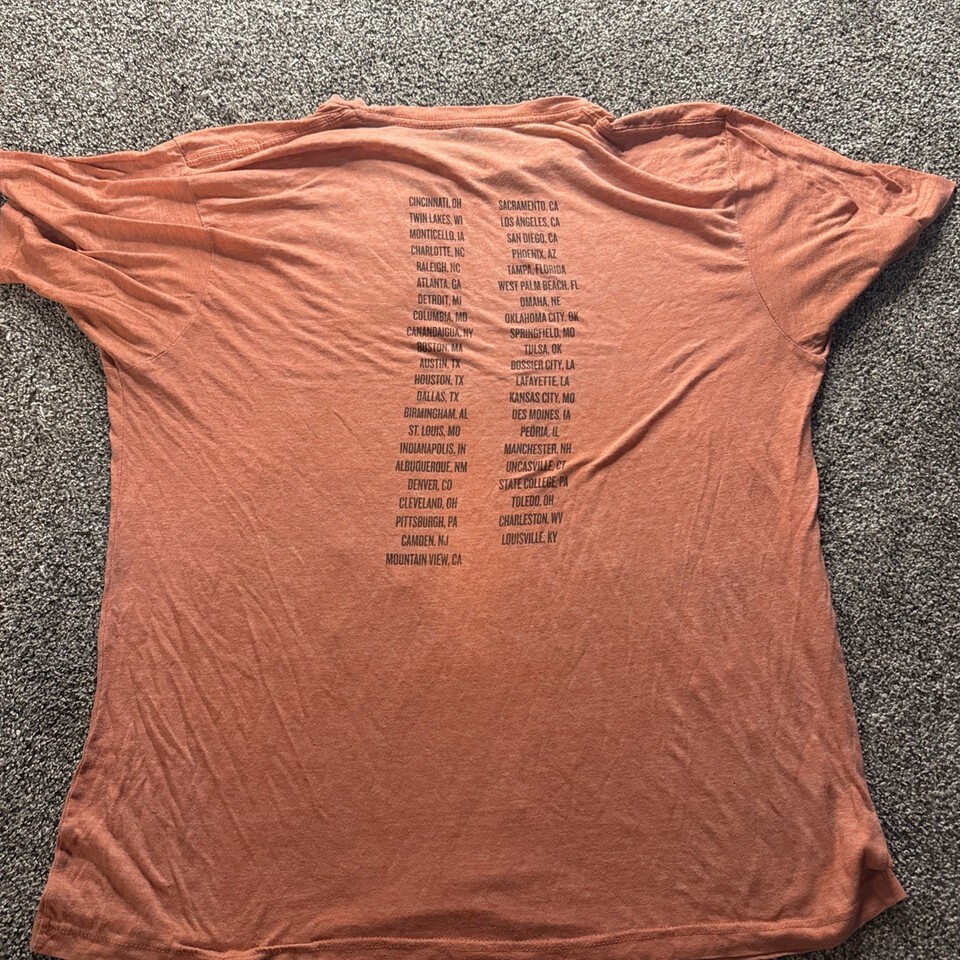 CINCINNATI, OH
TWIN LAKES, WI
MONTICELLO, IA
CHARLOTTE, NC
RALEIGH, NC
ATLANTA, GA
DETROIT, MI
COLUMBIA, MD
CANANDAIGUA, NY
BOSTON, MA
AUSTIN, TX
HOUSTON, TX
DALLAS, TX
BIRMINGHAM, AL
ST. LOUIS, MO
INDIANAPOLIS, IN
ALBUQUERQUE, NM
DENVER, CO
CLEVELAND, OH
PITTSBURGH, PA
CAMDEN, NJ
MOUNTAIN VIEW, CA
SACRAMENTO, CA
LOS ANGELES, CA
SAN DIEGO, CA
PHOENIX, AZ
TAMPA, FLORIDA
WEST PALM BEACH, FL
OMAHA, NE
OKLAHOMA CITY, OK
SPRINGFIELD, MO
TULSA, OK
BOSSIER CITY, LA
LAFAYETTE, LA
KANSAS CITY, MO
DES MOINES, IA
PEORIA, IL
MANCHESTER, NH
UNCASVILLE, CT
STATE COLLEGE, PA
TOLEDO, OH
CHARLESTON, WV
LOUISVILLE, KY